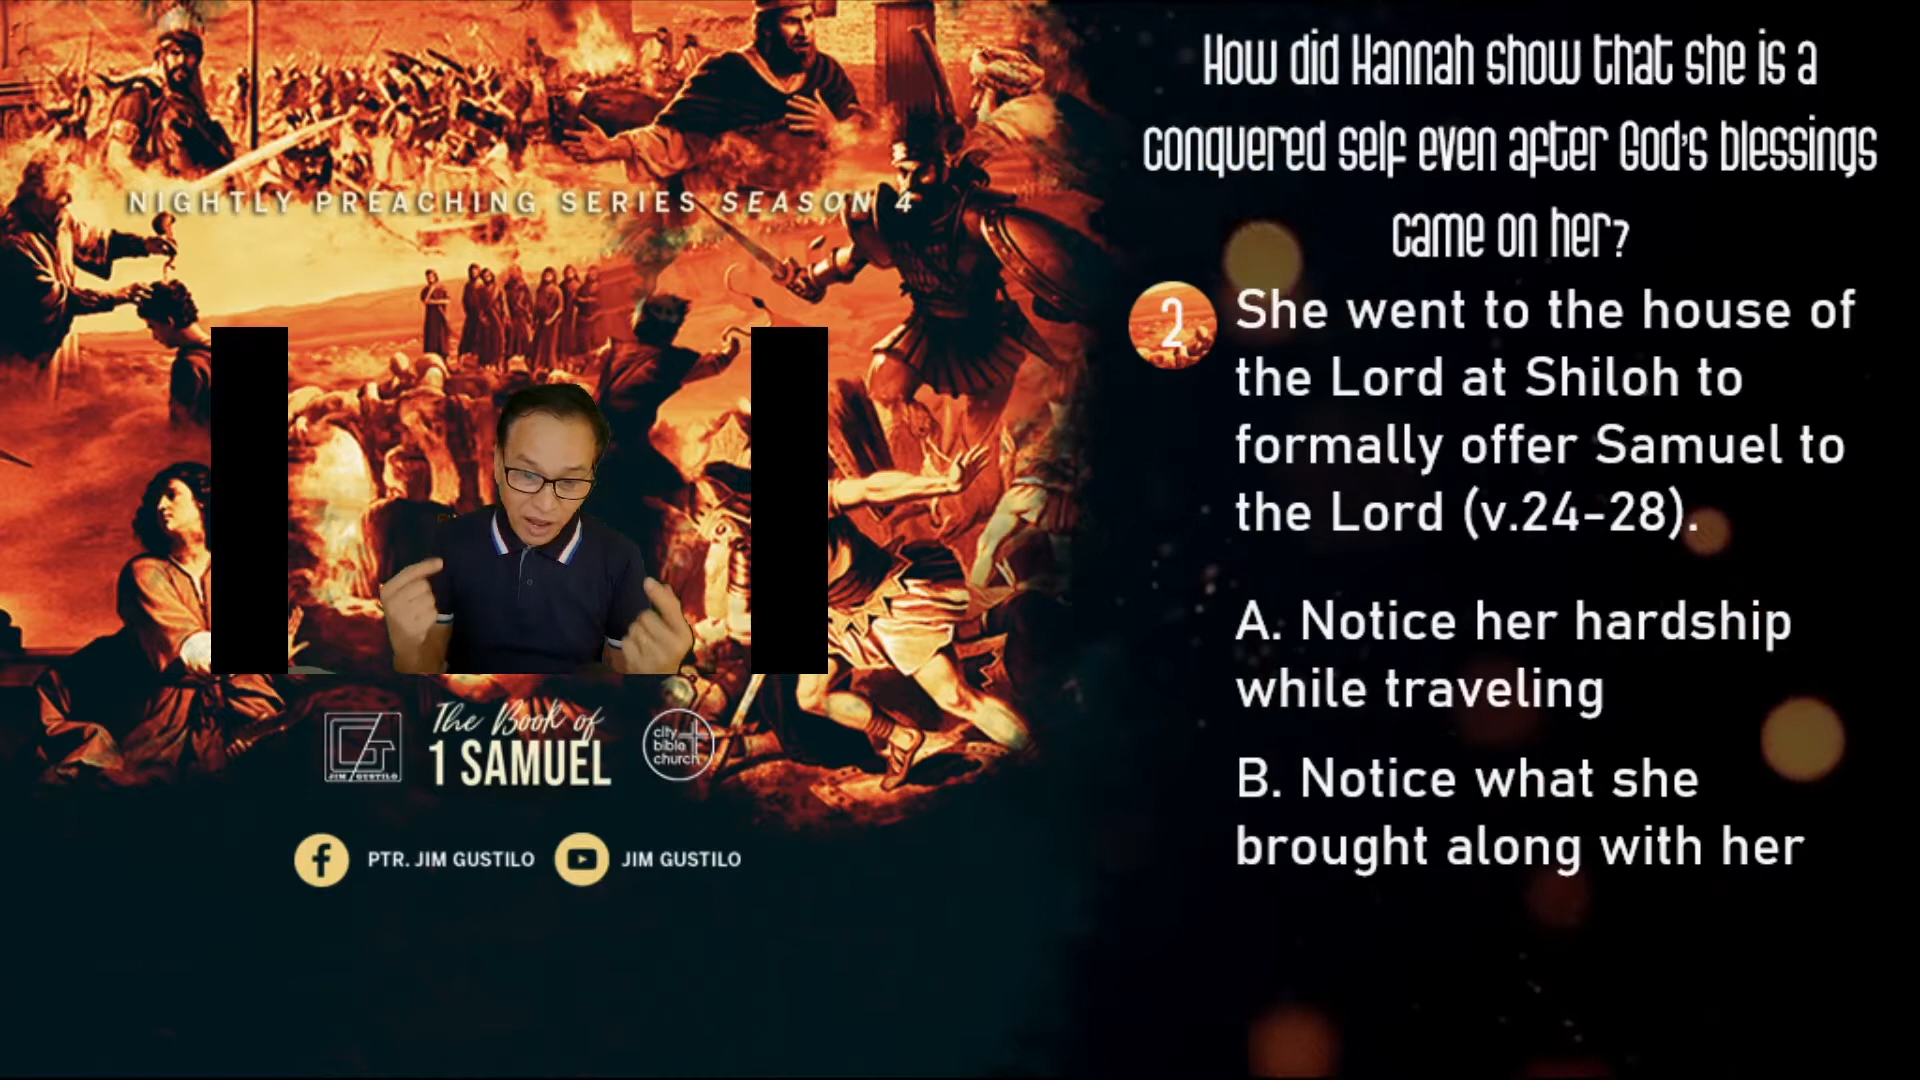 NIGHTLY PREACHING SERIES SEASON 4
JIM GUSTILO
The Book of
1 SAMUEL
city
bible
church
PTR. JIM GUSTILO
JIM GUSTILO
How did Hannah show that she is a
conquered self even after God's blessings
came on her?
2
She went to the house of
the Lord at Shiloh to
formally offer Samuel to
the Lord (v.24-28).
A. Notice her hardship
while traveling
B. Notice what she
brought along with her